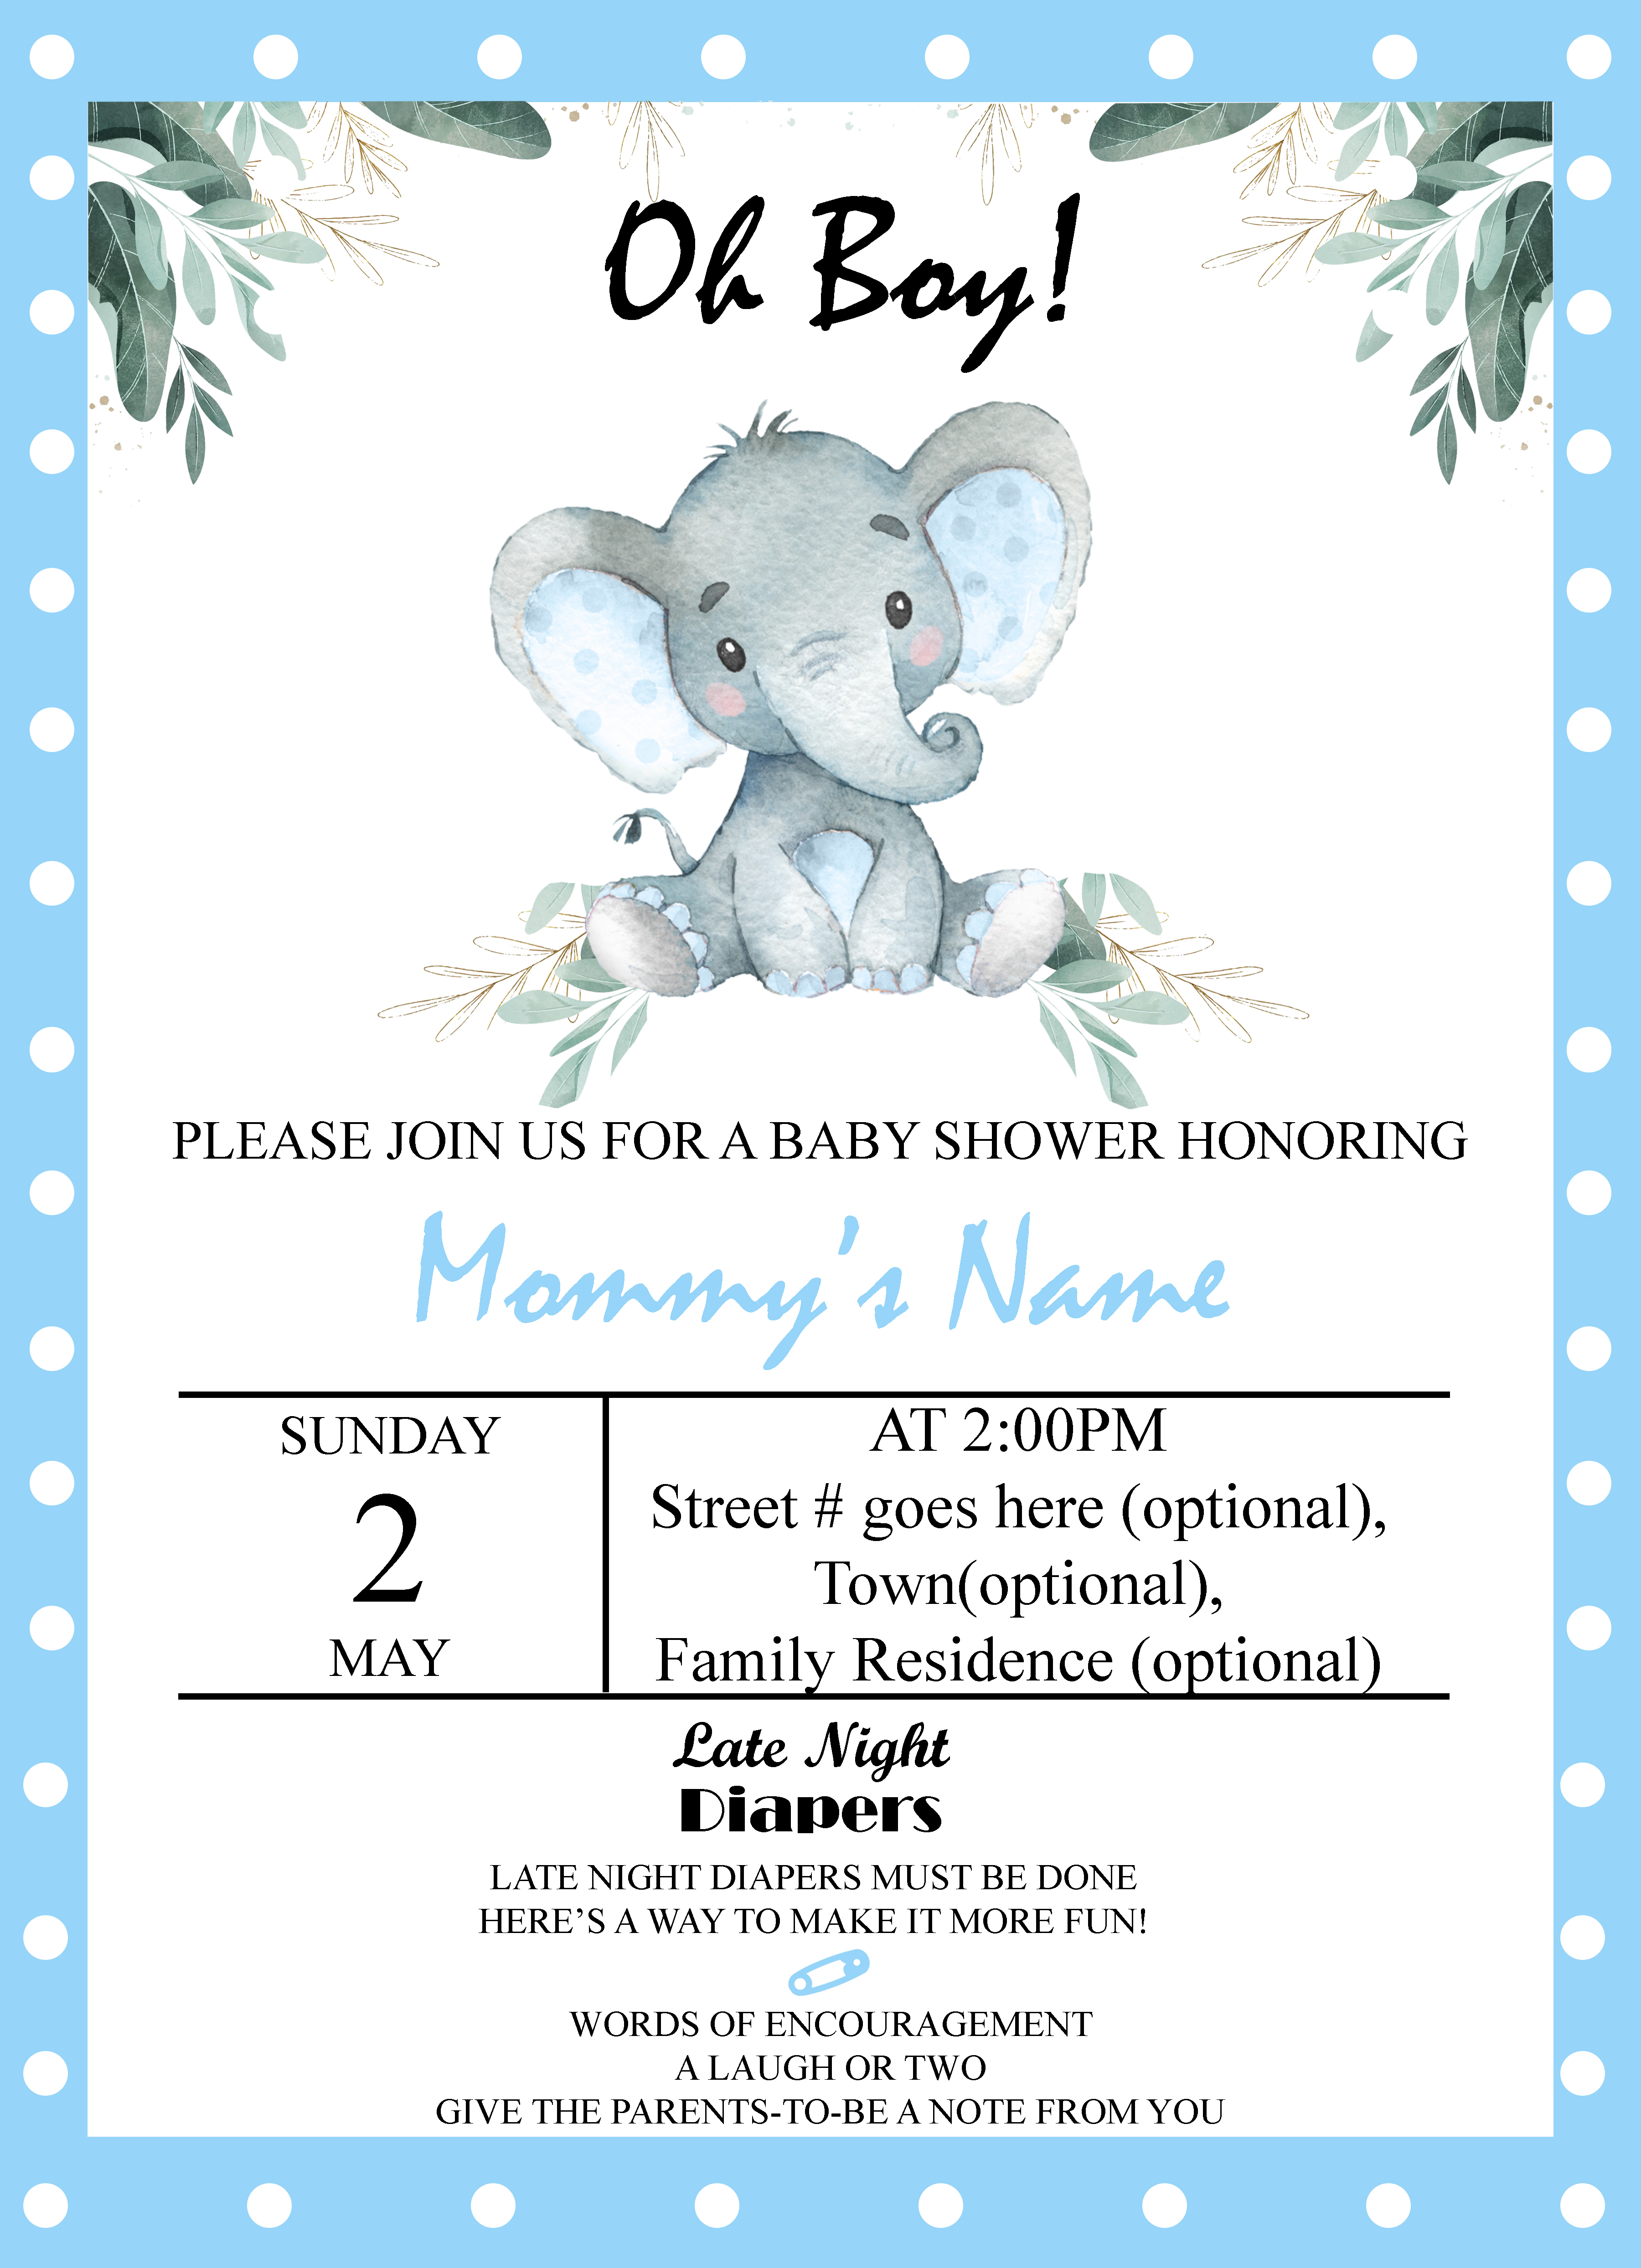 Oh Boy!
PLEASE JOIN US FOR A BABY SHOWER HONORING
Mommy's Name
SUNDAY
2
MAY
AT 2:00PM
Street # goes here (optional),
Town(optional),
Family Residence (optional)
Late Night
Diapers
LATE NIGHT DIAPERS MUST BE DONE
HERE'S A WAY TO MAKE IT MORE FUN!
WORDS OF ENCOURAGEMENT
A LAUGH OR TWO
GIVE THE PARENTS-TO-BE A NOTE FROM YOU